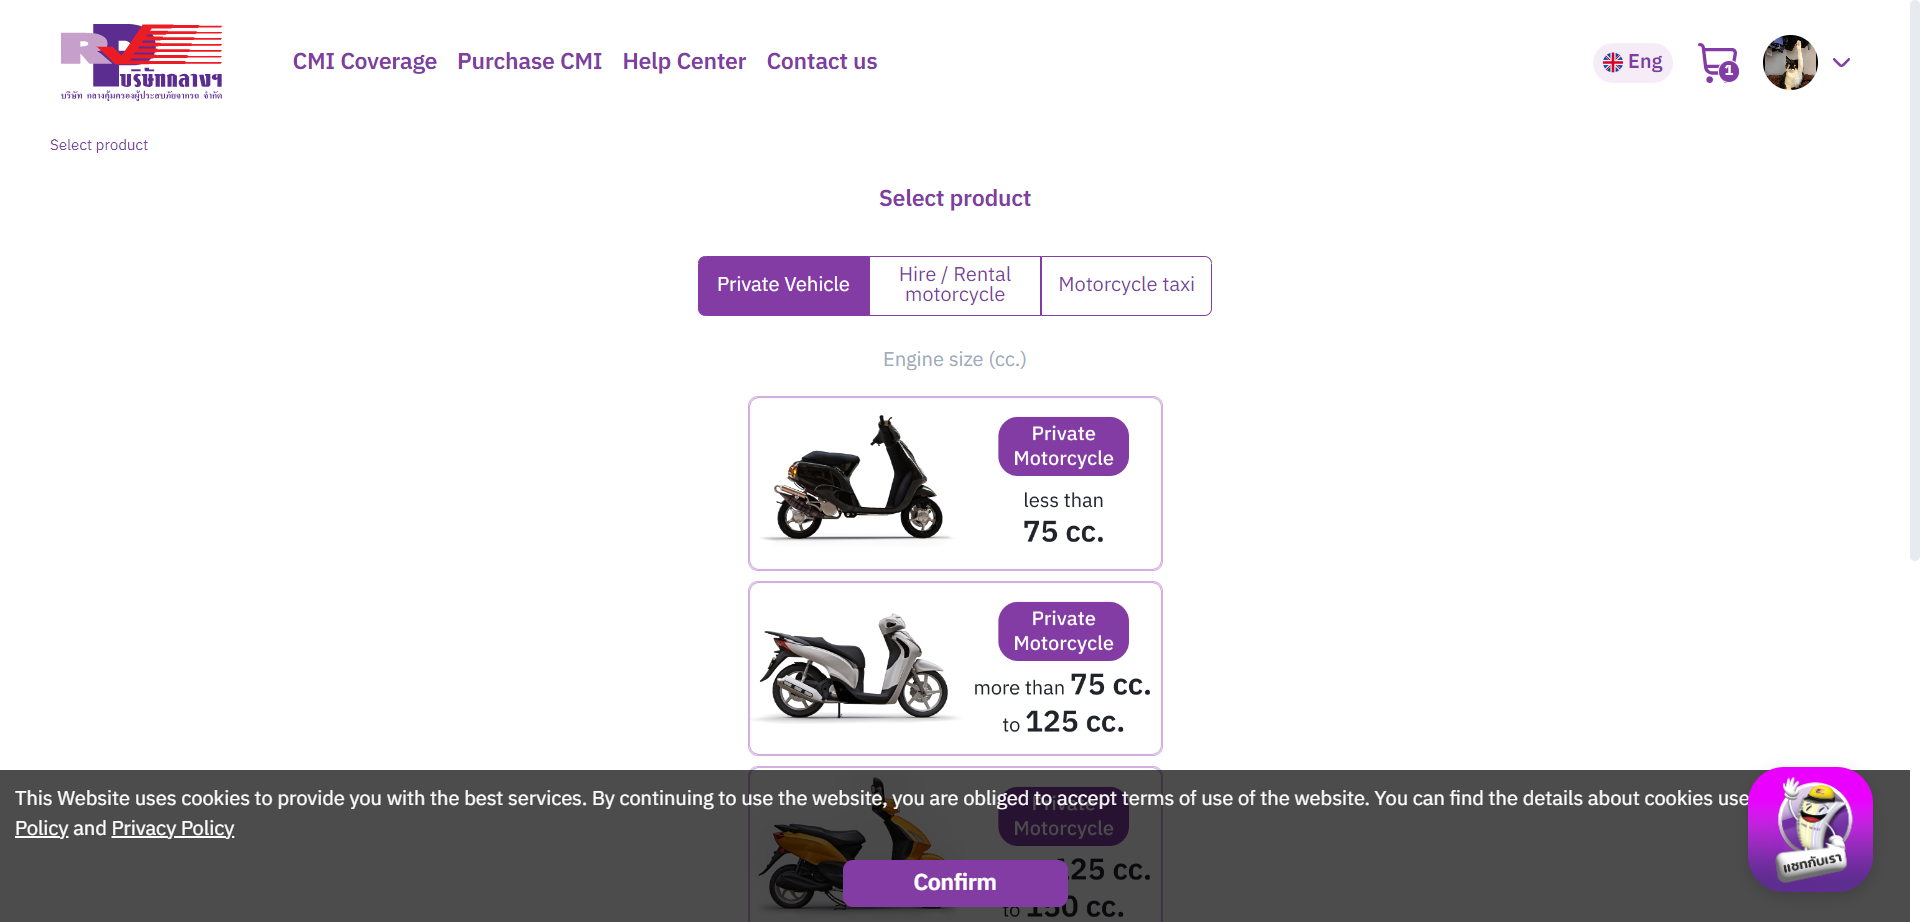 RVP
บริษัทกลางฯ
บริษัท กลางคุ้มครองผู้ประสบภัยจากรถ จำกัด
CMI Coverage Purchase CMI Help Center Contact us
Eng
1
Select product
Select product
Private Vehicle
Hire / Rental
motorcycle
Motorcycle taxi
Engine size (cc.)
Private
Motorcycle
less than
75 cc.
Private
Motorcycle
more than 75 cc.
to 125 cc.
Private
Motorcycle
125 cc.
to 150 cc.
This Website uses cookies to provide you with the best services. By continuing to use the website, you are obliged to accept terms of use of the website. You can find the details about cookies use
Policy and Privacy Policy
Confirm
แชทกับเรา